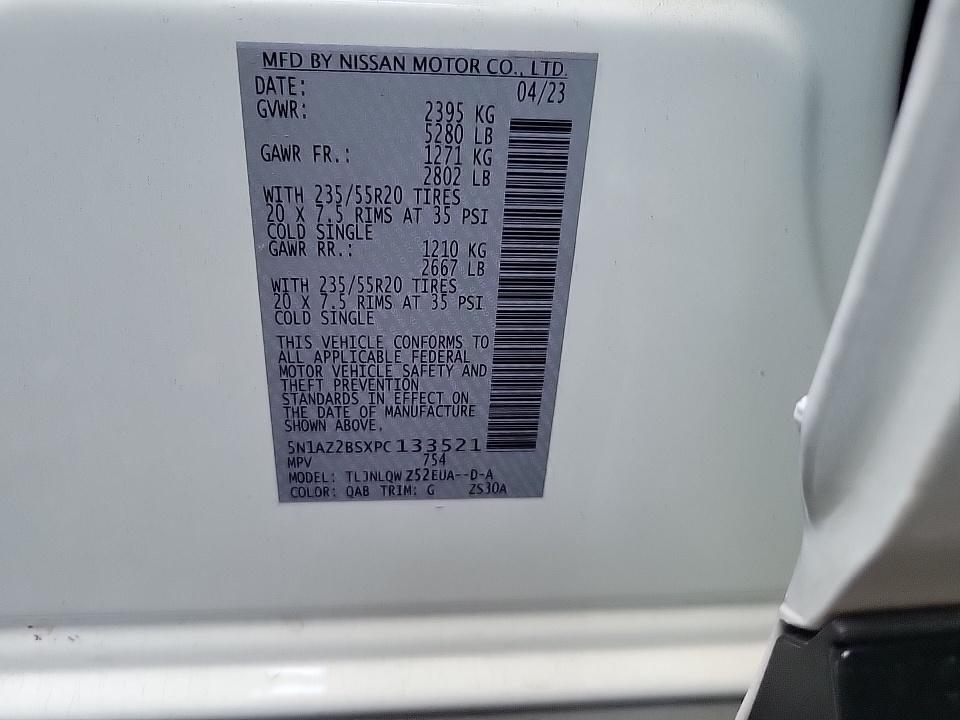 MFD BY NISSAN MOTOR CO., LTD.
DATE: 04/23
GVWR: 2395 KG
5280 LB
GAWR FR.: 1271 KG
2802 LB
WITH 235/55R20 TIRES
20 X 7.5 RIMS AT 35 PSI
COLD SINGLE
GAWR RR.: 1210 KG
2667 LB
WITH 235/55R20 TIRES
20 X 7.5 RIMS AT 35 PSI
COLD SINGLE
THIS VEHICLE CONFORMS TO
ALL APPLICABLE FEDERAL
MOTOR VEHICLE SAFETY AND
THEFT PREVENTION
STANDARDS IN EFFECT ON
THE DATE OF MANUFACTURE
SHOWN ABOVE.
5N1AZ2BSXPC133521
MPV 754
MODEL: TLJNLQWZ52EUA--D-A
COLOR: QAB TRIM: G ZS30A